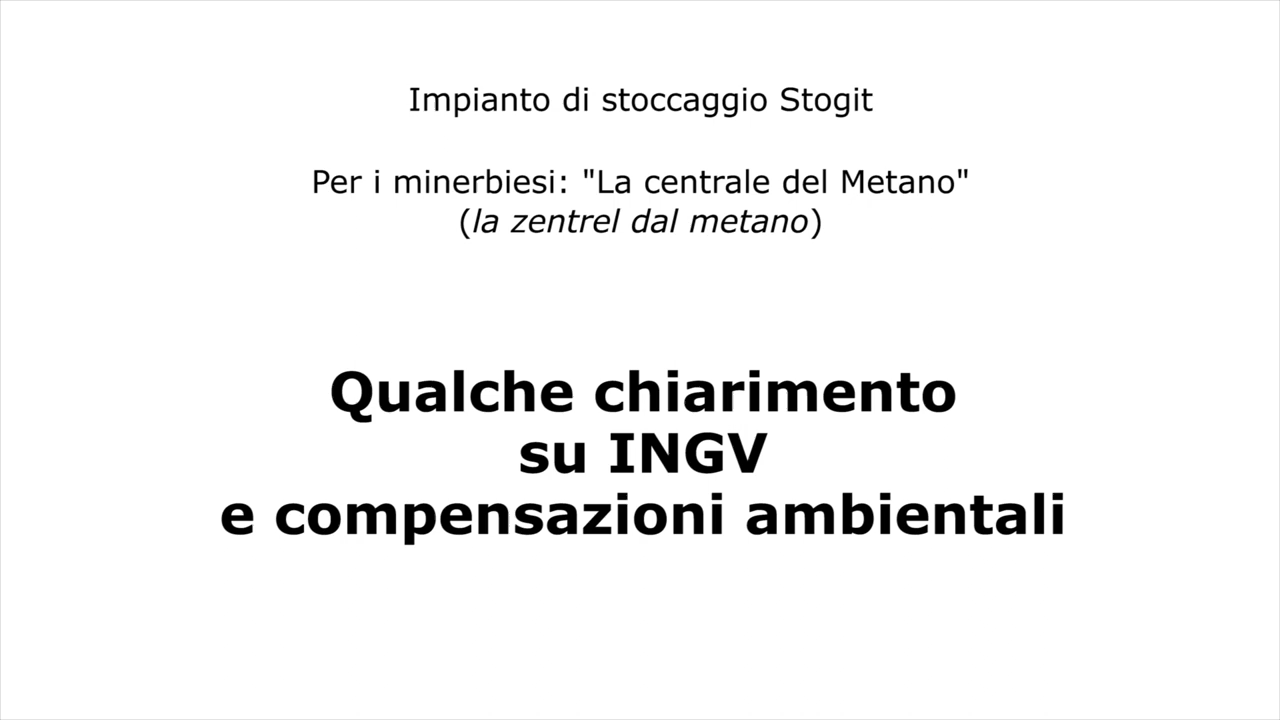 Impianto di stoccaggio Stogit
Per i minerbiesi: "La centrale del Metano"
(la zentrel dal metano)
Qualche chiarimento
su INGV
e compensazioni ambientali